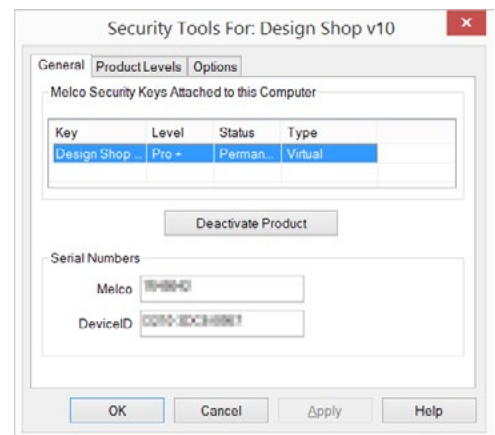 Security Tools For: Design Shop v10
General Product Levels Options
Melco Security Keys Attached to this Computer
Key Level Status Type
Design Shop ... Pro + Perman... Virtual
Deactivate Product
Serial Numbers
Melco
DeviceID
OK Cancel Apply Help